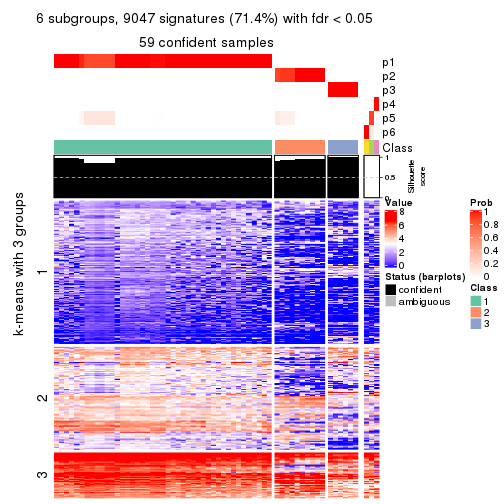 6 subgroups, 9047 signatures (71.4%) with fdr < 0.05
59 confident samples
p1
p2
p3
p4
p5
p6
Class
1
0.5
0
Silhouette
score
k-means with 3 groups
1
2
3
Value
8
6
4
2
0
Status (barplots)
confident
ambiguous
Prob
1
0.8
0.6
0.4
0.2
0
Class
1
2
3